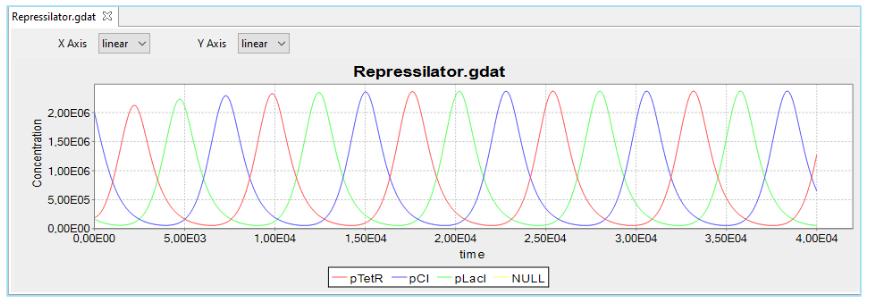 Repressilator.gdat
X Axis linear Y Axis linear
Repressilator.gdat
Concentration
2,00E06
1,50E06
1,00E06
5,00E05
0,00E00
0,00E00 5,00E03 1,00E04 1,50E04 2,00E04 2,50E04 3,00E04 3,50E04 4,00E04
time
pTetR pCI pLacI NULL